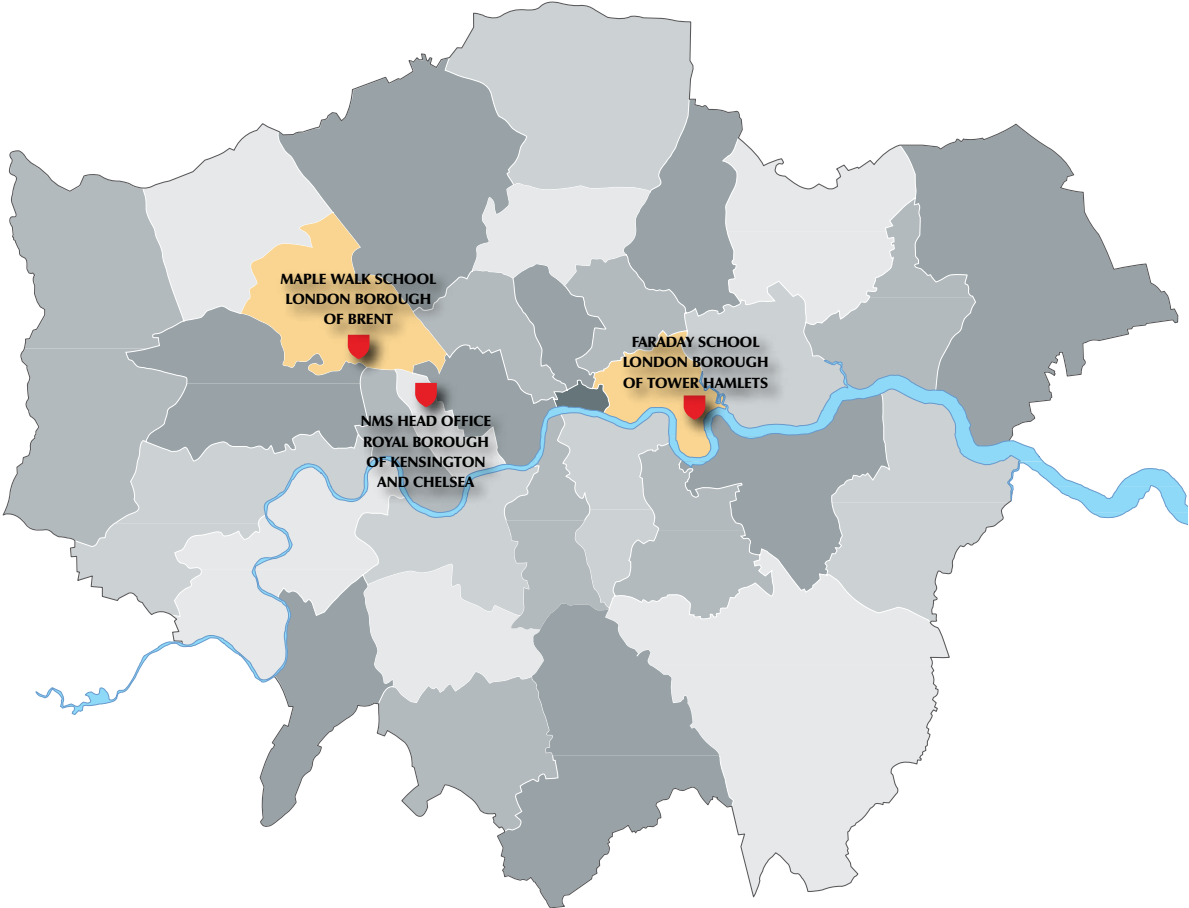 MAPLE WALK SCHOOL
LONDON BOROUGH
OF BRENT
FARADAY SCHOOL
LONDON BOROUGH
OF TOWER HAMLETS
NMS HEAD OFFICE
ROYAL BOROUGH
OF KENSINGTON
AND CHELSEA